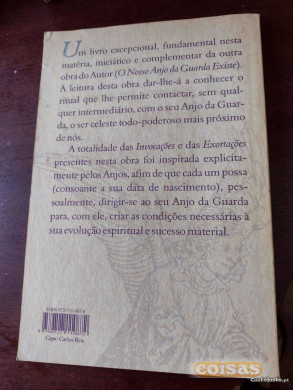 Um livro excepcional, fundamental nesta
matéria, iniciático e complementar da outra
obra do Autor (O Nosso Anjo da Guarda Existe).
A leitura desta obra dar-lhe-á a conhecer o
ritual que lhe permite contactar, sem qual-
quer intermediário, com o seu Anjo da Guar-
da, o ser celeste todo-poderoso mais próximo
de nós.
A totalidade das Invocações e das Exortações
presentes nesta obra foi inspirada explicita-
mente pelos Anjos, afim de que cada um possa
(consoante a sua data de nascimento), pes-
soalmente, dirigir-se ao seu Anjo da Guarda
para, com ele, criar as condições necessárias
à sua evolução espiritual e sucesso material.
Capa: Carlos Reis
coisas
CustoJusto.pt